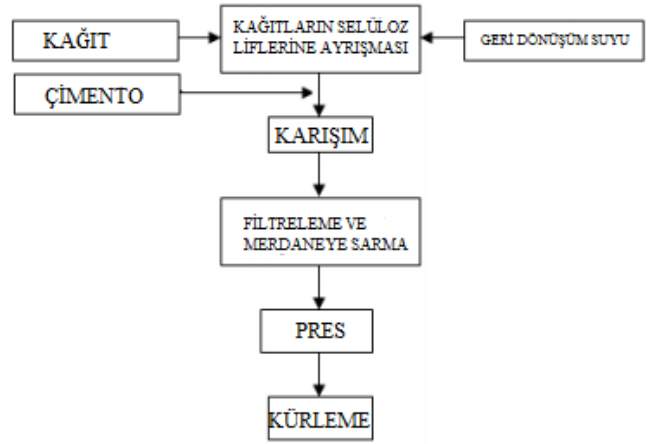 KAĞIT
KAĞITLARIN SELÜLOZ
LİFLERİNE AYRIŞMASI
GERİ DÖNÜŞÜM SUYU
ÇİMENTO
KARIŞIM
FİLTRELEME VE
MERDANEYE SARMA
PRES
KÜRLEME